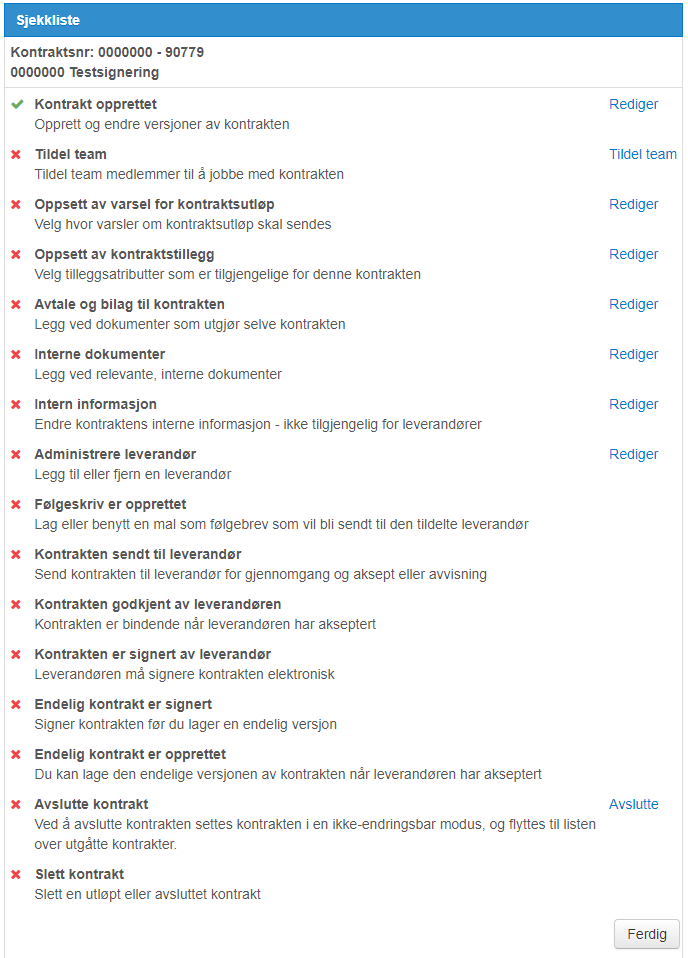 Sjekkliste
Kontraktsnr: 0000000 - 90779
0000000 Testsignering
Kontrakt opprettet Rediger
Opprett og endre versjoner av kontrakten
Tildel team Tildel team
Tildel team medlemmer til å jobbe med kontrakten
Oppsett av varsel for kontraktsutløp Rediger
Velg hvor varsler om kontraktsutløp skal sendes
Oppsett av kontraktstillegg Rediger
Velg tilleggsatributter som er tilgjengelige for denne kontrakten
Avtale og bilag til kontrakten Rediger
Legg ved dokumenter som utgjør selve kontrakten
Interne dokumenter Rediger
Legg ved relevante, interne dokumenter
Intern informasjon Rediger
Endre kontraktens interne informasjon - ikke tilgjengelig for leverandører
Administrere leverandør Rediger
Legg til eller fjern en leverandør
Følgeskriv er opprettet
Lag eller benytt en mal som følgebrev som vil bli sendt til den tildelte leverandør
Kontrakten sendt til leverandør
Send kontrakten til leverandør for gjennomgang og aksept eller avvisning
Kontrakten godkjent av leverandøren
Kontrakten er bindende når leverandøren har akseptert
Kontrakten er signert av leverandør
Leverandøren må signere kontrakten elektronisk
Endelig kontrakt er signert
Signer kontrakten før du lager en endelig versjon
Endelig kontrakt er opprettet
Du kan lage den endelige versjonen av kontrakten når leverandøren har akseptert
Avslutte kontrakt Avslutte
Ved å avslutte kontrakten settes kontrakten i en ikke-endringsbar modus, og flyttes til listen
over utgåtte kontrakter.
Slett kontrakt
Slett en utløpt eller avsluttet kontrakt
Ferdig